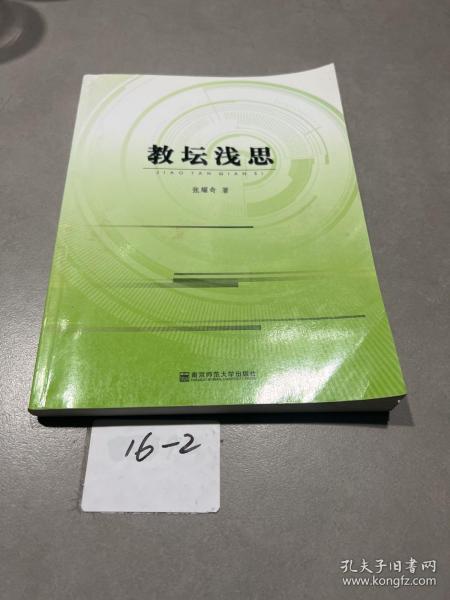 教坛浅思
JIAO TAN QIAN SI
张耀奇 著
南京师范大学出版社
16-2
孔夫子旧书网
www.kongfz.com